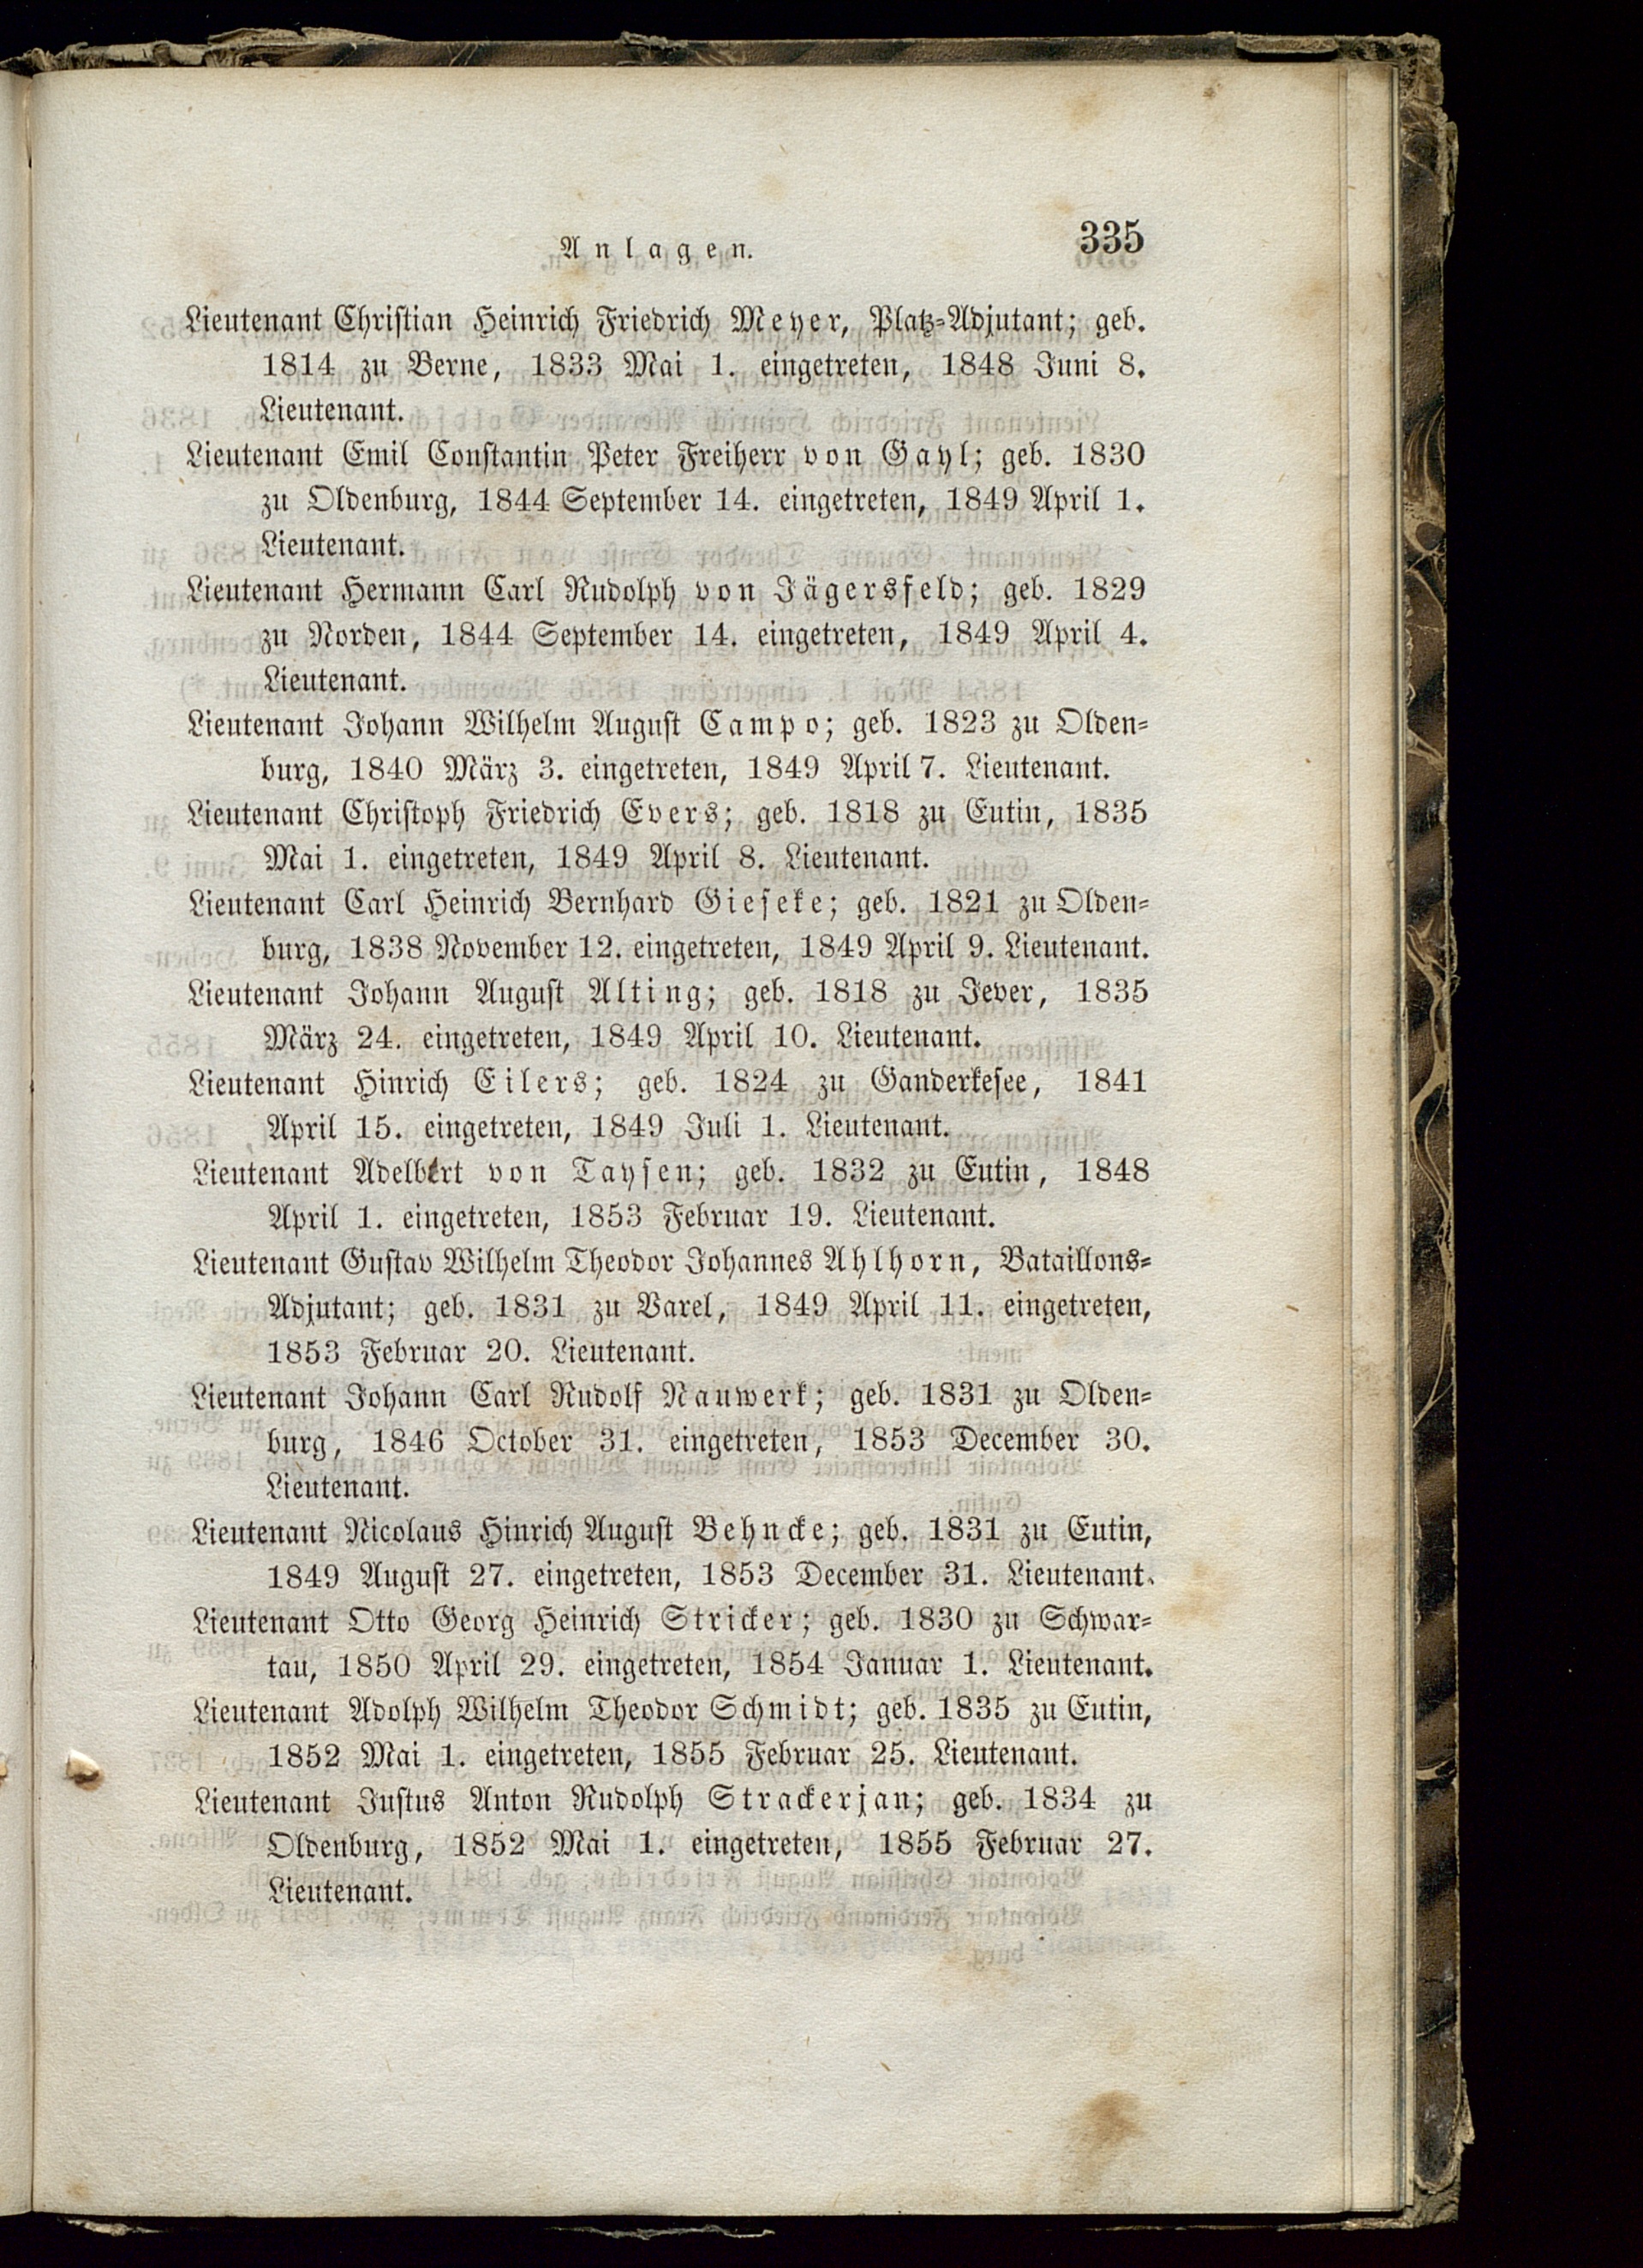 Anlagen.
335
Lieutenant Christian Heinrich Friedrich Meyer, Platz-Adjutant; geb.
1814 zu Berne, 1833 Mai 1. eingetreten, 1848 Juni 8.
Lieutenant.
Lieutenant Emil Constantin Peter Freiherr von Gayl; geb. 1830
zu Oldenburg, 1844 September 14. eingetreten, 1849 April 1.
Lieutenant.
Lieutenant Hermann Carl Rudolph von Jägersfeld; geb. 1829
zu Norden, 1844 September 14. eingetreten, 1849 April 4.
Lieutenant.
Lieutenant Johann Wilhelm August Campo; geb. 1823 zu Olden-
burg, 1840 März 3. eingetreten, 1849 April 7. Lieutenant.
Lieutenant Christoph Friedrich Evers; geb. 1818 zu Eutin, 1835
Mai 1. eingetreten, 1849 April 8. Lieutenant.
Lieutenant Carl Heinrich Bernhard Gieseke; geb. 1821 zu Olden-
burg, 1838 November 12. eingetreten, 1849 April 9. Lieutenant.
Lieutenant Johann August Alting; geb. 1818 zu Jever, 1835
März 24. eingetreten, 1849 April 10. Lieutenant.
Lieutenant Hinrich Eilers; geb. 1824 zu Ganderkesee, 1841
April 15. eingetreten, 1849 Juli 1. Lieutenant.
Lieutenant Adelbert von Taysen; geb. 1832 zu Eutin, 1848
April 1. eingetreten, 1853 Februar 19. Lieutenant.
Lieutenant Gustav Wilhelm Theodor Johannes Ahlhorn, Bataillons-
Adjutant; geb. 1831 zu Varel, 1849 April 11. eingetreten,
1853 Februar 20. Lieutenant.
Lieutenant Johann Carl Rudolf Nauwerk; geb. 1831 zu Olden-
burg, 1846 October 31. eingetreten, 1853 December 30.
Lieutenant.
Lieutenant Nicolaus Hinrich August Behncke; geb. 1831 zu Eutin,
1849 August 27. eingetreten, 1853 December 31. Lieutenant.
Lieutenant Otto Georg Heinrich Stricker; geb. 1830 zu Schwar-
tau, 1850 April 29. eingetreten, 1854 Januar 1. Lieutenant.
Lieutenant Adolph Wilhelm Theodor Schmidt; geb. 1835 zu Eutin,
1852 Mai 1. eingetreten, 1855 Februar 25. Lieutenant.
Lieutenant Justus Anton Rudolph Strackerjan; geb. 1834 zu
Oldenburg, 1852 Mai 1. eingetreten, 1855 Februar 27.
Lieutenant.